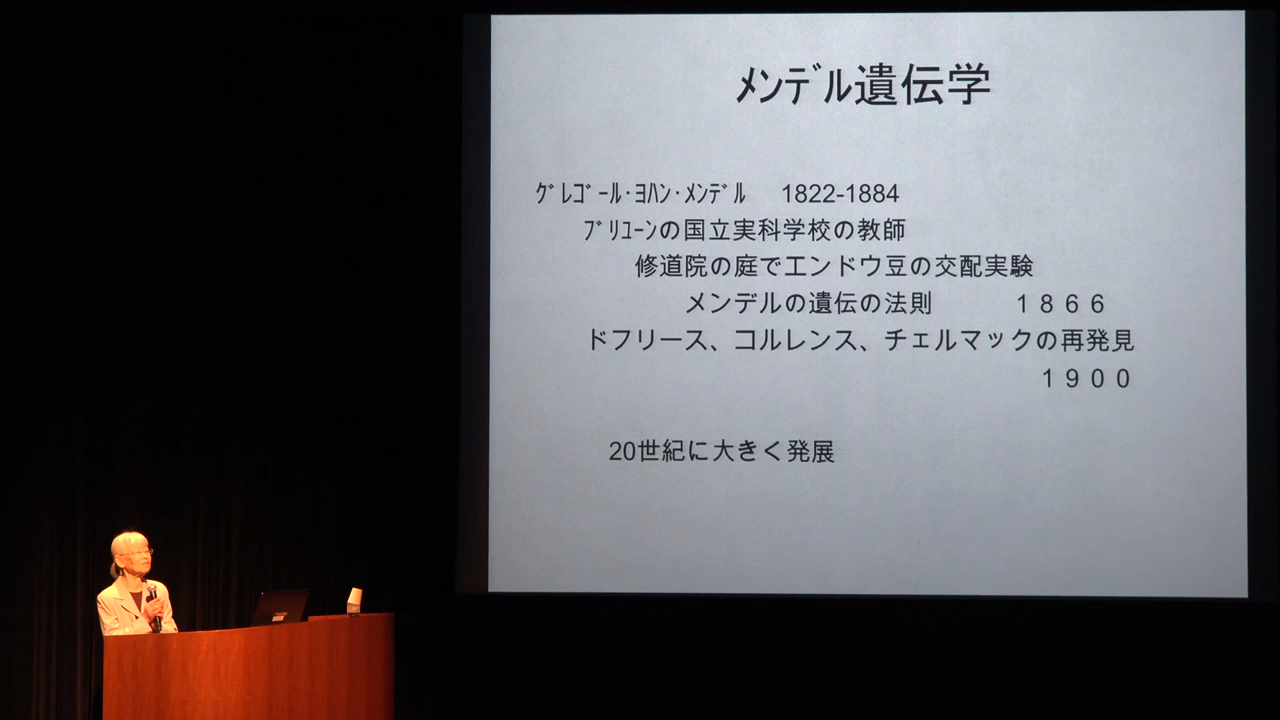 ﾒﾝﾃﾞﾙ遺伝学
ｸﾞﾚｺﾞｰﾙ･ﾖﾊﾝ･ﾒﾝﾃﾞﾙ 1822-1884
ﾌﾞﾘﾕｰﾝの国立実科学校の教師
修道院の庭でエンドウ豆の交配実験
メンデルの遺伝の法則 １８６６
ドフリース、コルレンス、チェルマックの再発見
１９００
20世紀に大きく発展